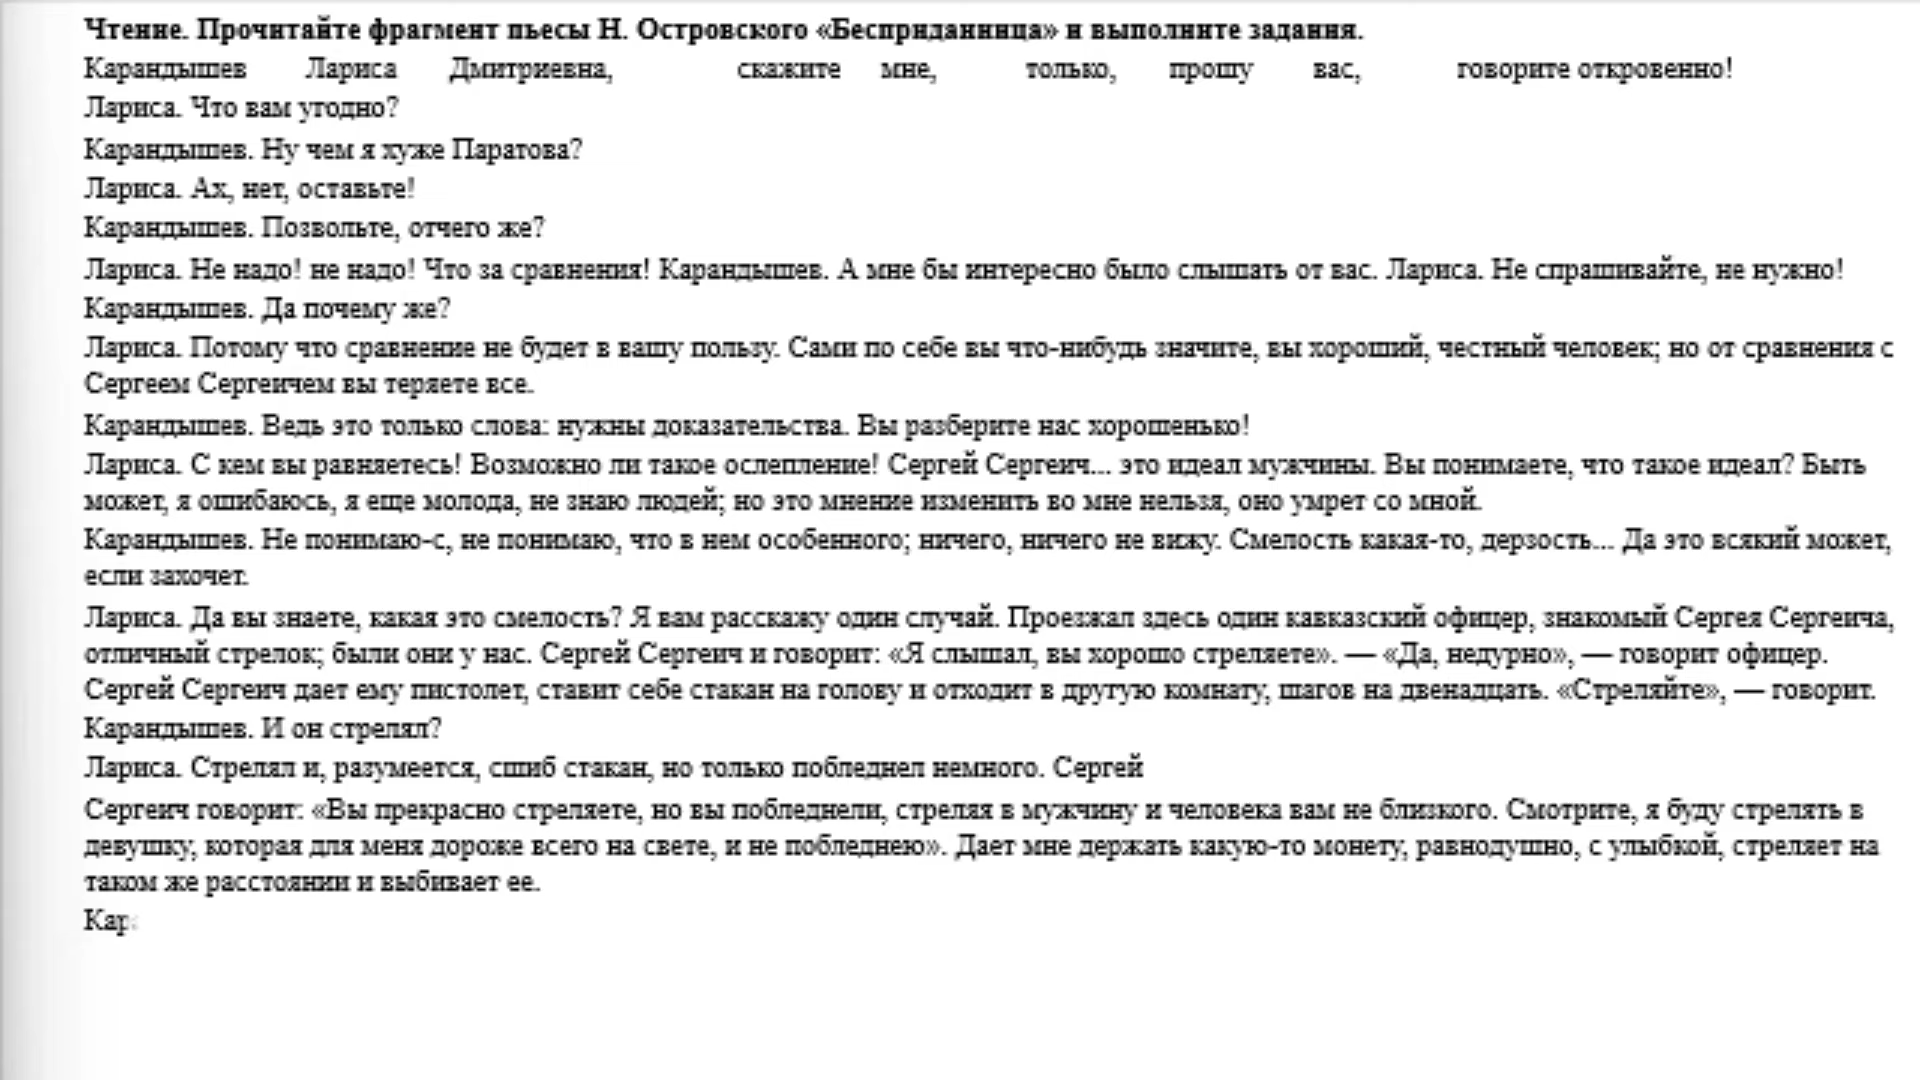 Чтение. Прочитайте фрагмент пьесы Н. Островского «Бесприданница» и выполните задания.
Карандышев Лариса Дмитриевна, скажите мне, только, прошу вас, говорите откровенно!
Лариса. Что вам угодно?
Карандышев. Ну чем я хуже Паратова?
Лариса. Ах, нет, оставьте!
Карандышев. Позвольте, отчего же?
Лариса. Не надо! не надо! Что за сравнения! Карандышев. А мне бы интересно было слышать от вас. Лариса. Не спрашивайте, не нужно!
Карандышев. Да почему же?
Лариса. Потому что сравнение не будет в вашу пользу. Сами по себе вы что-нибудь значите, вы хороший, честный человек; но от сравнения с
Сергеем Сергеичем вы теряете все.
Карандышев. Ведь это только слова: нужны доказательства. Вы разберите нас хорошенько!
Лариса. С кем вы равняетесь! Возможно ли такое ослепление! Сергей Сергеич... это идеал мужчины. Вы понимаете, что такое идеал? Быть
может, я ошибаюсь, я еще молода, не знаю людей; но это мнение изменить во мне нельзя, оно умрет со мной.
Карандышев. Не понимаю-с, не понимаю, что в нем особенного; ничего, ничего не вижу. Смелость какая-то, дерзость... Да это всякий может,
если захочет.
Лариса. Да вы знаете, какая это смелость? Я вам расскажу один случай. Проезжал здесь один кавказский офицер, знакомый Сергея Сергеича,
отличный стрелок; были они у нас. Сергей Сергеич и говорит: «Я слышал, вы хорошо стреляете». — «Да, недурно», — говорит офицер.
Сергей Сергеич дает ему пистолет, ставит себе стакан на голову и отходит в другую комнату, шагов на двенадцать. «Стреляйте», — говорит.
Карандышев. И он стрелял?
Лариса. Стрелял и, разумеется, сшиб стакан, но только побледнел немного. Сергей
Сергеич говорит: «Вы прекрасно стреляете, но вы побледнели, стреляя в мужчину и человека вам не близкого. Смотрите, я буду стрелять в
девушку, которая для меня дороже всего на свете, и не побледнею». Дает мне держать какую-то монету, равнодушно, с улыбкой, стреляет на
таком же расстоянии и выбивает ее.
Кар